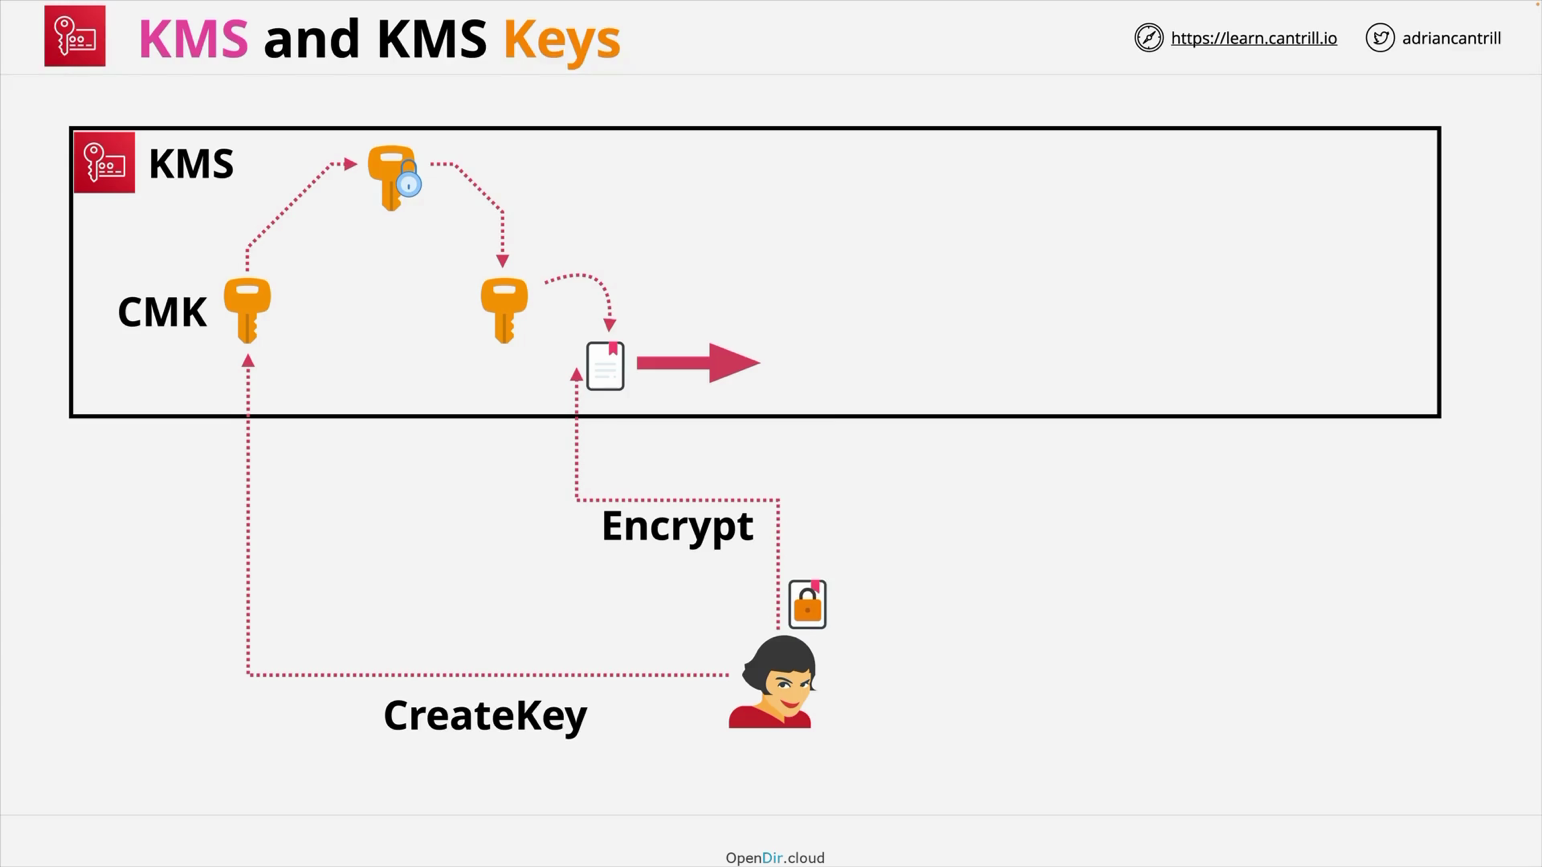 KMS and KMS Keys
https://learn.cantrill.io
adriancantrill
KMS
CMK
Encrypt
CreateKey
OpenDir.cloud